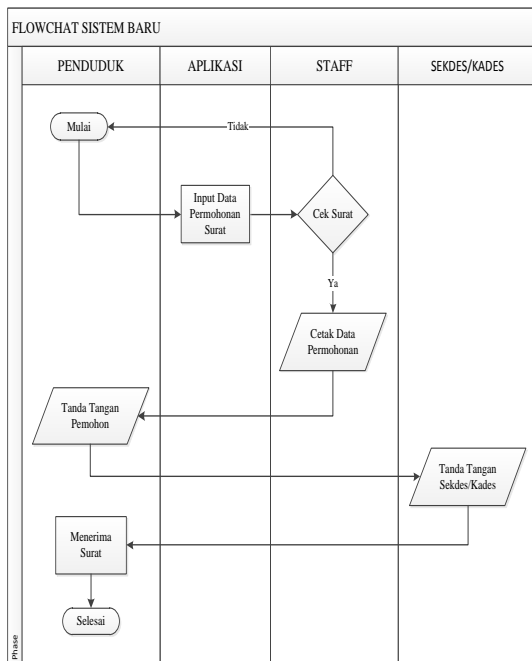 FLOWCHAT SISTEM BARU
PENDUDUK
APLIKASI
STAFF
SEKDES/KADES
Mulai
Tidak
Input Data
Permohonan
Surat
Cek Surat
Ya
Cetak Data
Permohonan
Tanda Tangan
Pemohon
Tanda Tangan
Sekdes/Kades
Menerima
Surat
Selesai
Phase